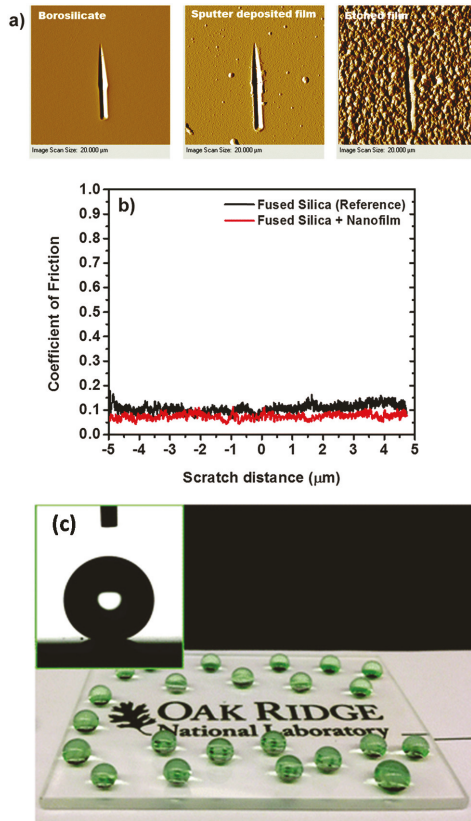 a)
Borosilicate
Sputter deposited film
Etched film
Image Scan Size: 20.000 µm
Image Scan Size: 20.000 µm
Image Scan Size: 20.000 µm
b)
Fused Silica (Reference)
Fused Silica + Nanofilm
Coefficient of Friction
1.0
0.9
0.8
0.7
0.6
0.5
0.4
0.3
0.2
0.1
0.0
-5 -4 -3 -2 -1 0 1 2 3 4 5
Scratch distance (µm)
(c)
OAK RIDGE
National Laboratory